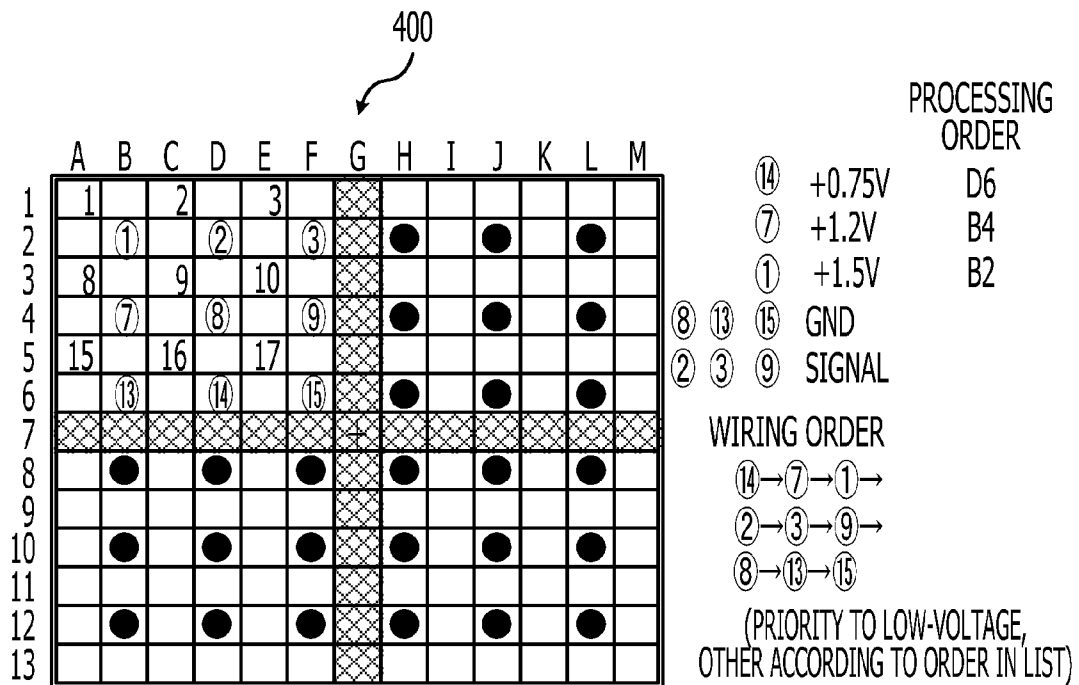 400
A B C D E F G H I J K L M
1 1 2 3
2 ① ② ③
3 8 9 10
4 ⑦ ⑧ ⑨
5 15 16 17
6 ⑬ ⑭ ⑮
7 +
8
9
10
11
12
13
PROCESSING
ORDER
⑭ +0.75V D6
⑦ +1.2V B4
① +1.5V B2
⑧ ⑬ ⑮ GND
② ③ ⑨ SIGNAL
WIRING ORDER
⑭→⑦→①→
②→③→⑨→
⑧→⑬→⑮
(PRIORITY TO LOW-VOLTAGE,
OTHER ACCORDING TO ORDER IN LIST)